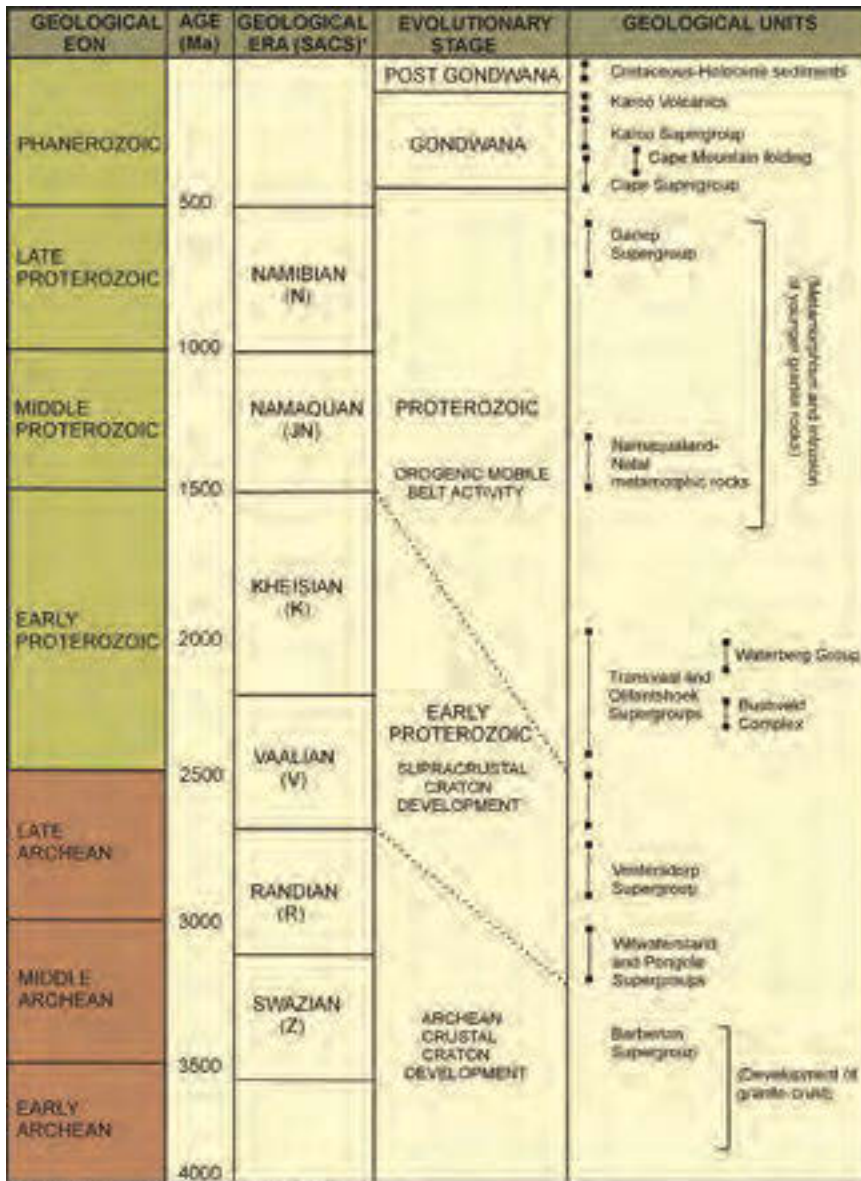 GEOLOGICAL
EON
AGE
(Ma)
GEOLOGICAL
ERA (SACS)¹
EVOLUTIONARY
STAGE
GEOLOGICAL UNITS
PHANEROZOIC
LATE
PROTEROZOIC
MIDDLE
PROTEROZOIC
EARLY
PROTEROZOIC
LATE
ARCHEAN
MIDDLE
ARCHEAN
EARLY
ARCHEAN
500
1000
1500
2000
2500
3000
3500
4000
NAMIBIAN
(N)
NAMAQUAN
KHEISIAN
(K)
VAALIAN
(V)
RANDIAN
(R)
SWAZIAN
(Z)
POST GONDWANA
GONDWANA
PROTEROZOIC
OROGENIC MOBILE
BELT ACTIVITY
EARLY
PROTEROZOIC
SUPRACRUSTAL
CRATON
DEVELOPMENT
ARCHEAN
CRUSTAL
CRATON
DEVELOPMENT
Cretaceous-Holocene sediments
Karoo Volcanics
Karoo Supergroup
Cape Mountain folding
Cape Supergroup
Supergroup
(Metamorphism and intrusion
of younger granite rocks)
Namaqualand-
Natal
metamorphic rocks
Waterberg Group
Transvaal and
Olifantshoek
Supergroups
Bushveld
Complex
Ventersdorp
Supergroup
and Pongola
Supergroups
Barberton
Supergroup
(Development of
granite crust)